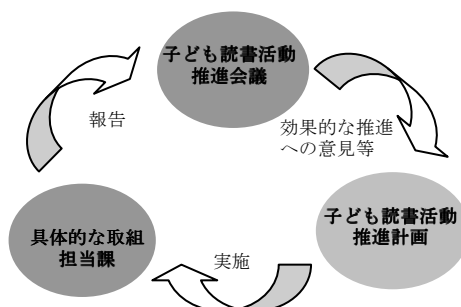 子ども読書活動
推進会議
報告
効果的な推進
への意見等
子ども読書活動
推進計画
具体的な取組
担当課
実施